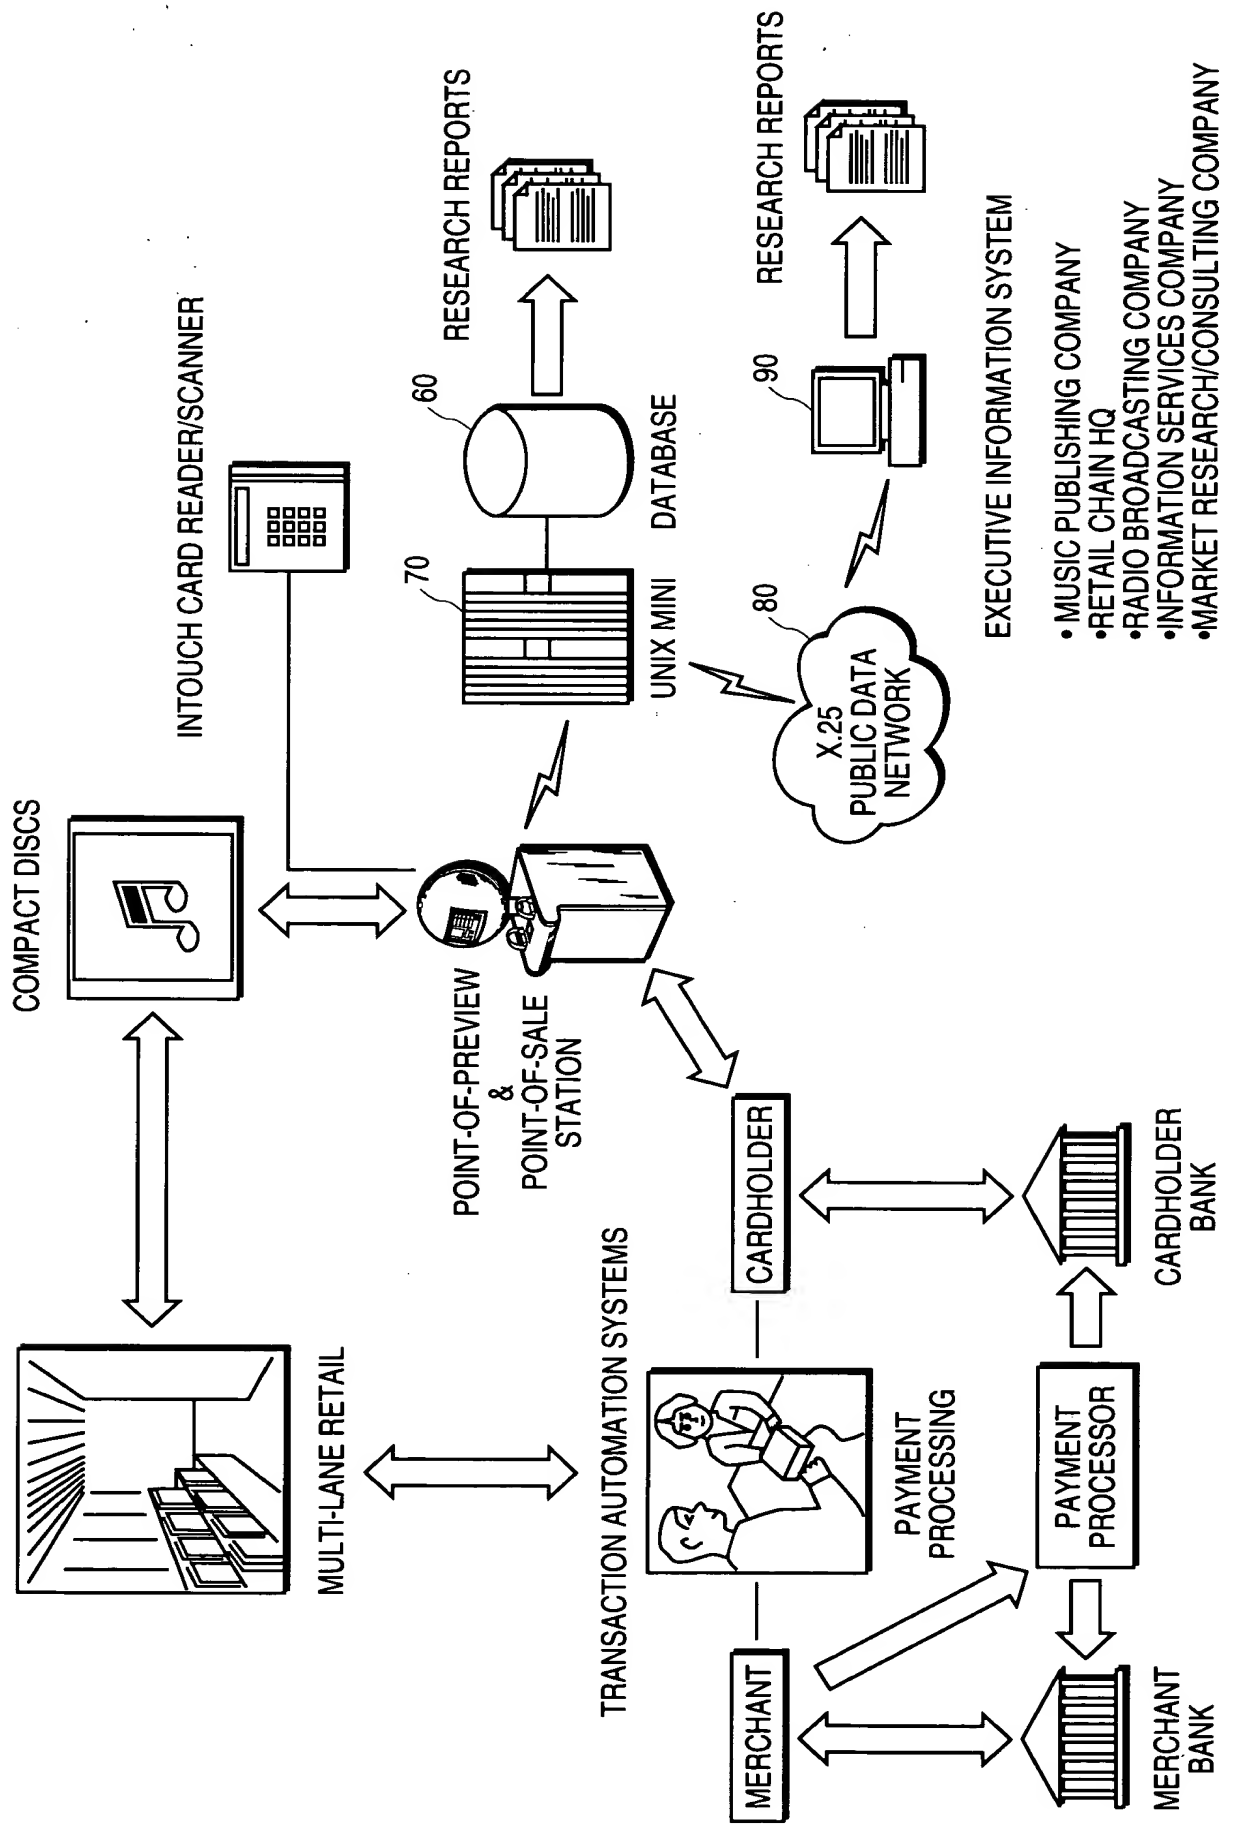 COMPACT DISCS
INTOUCH CARD READER/SCANNER
MULTI-LANE RETAIL
RESEARCH REPORTS
60
70
POINT-OF-PREVIEW
&
POINT-OF-SALE
STATION
UNIX MINI
DATABASE
TRANSACTION AUTOMATION SYSTEMS
MERCHANT
CARDHOLDER
RESEARCH REPORTS
80
90
X.25
PUBLIC DATA
NETWORK
PAYMENT
PROCESSING
EXECUTIVE INFORMATION SYSTEM
• MUSIC PUBLISHING COMPANY
•RETAIL CHAIN HQ
•RADIO BROADCASTING COMPANY
•INFORMATION SERVICES COMPANY
•MARKET RESEARCH/CONSULTING COMPANY
PAYMENT
PROCESSOR
MERCHANT
BANK
CARDHOLDER
BANK